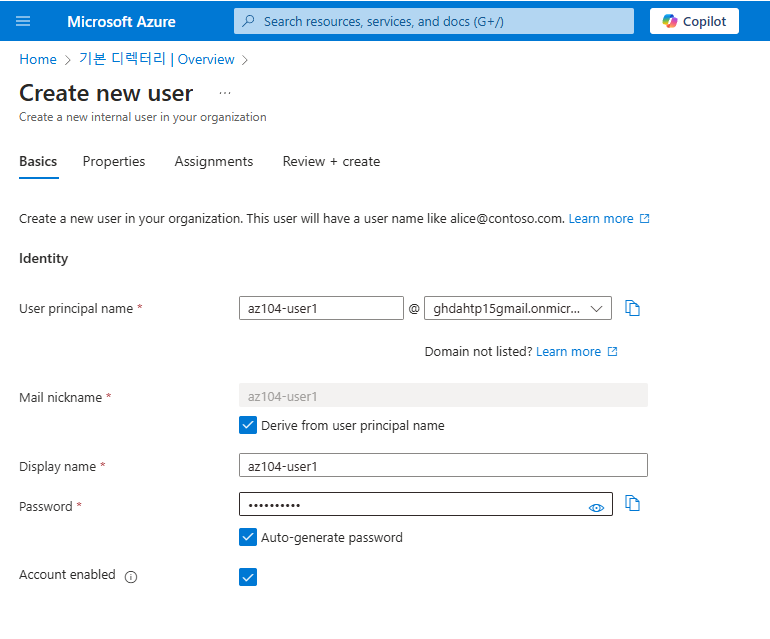 Microsoft Azure
Search resources, services, and docs (G+/)
Copilot
Home > 기본 디렉터리 | Overview >
Create new user ...
Create a new internal user in your organization
Basics Properties Assignments Review + create
Create a new user in your organization. This user will have a user name like alice@contoso.com. Learn more
Identity
User principal name * az104-user1 @ ghdahtp15gmail.onmicr...
Domain not listed? Learn more
Mail nickname * az104-user1
Derive from user principal name
Display name * az104-user1
Password * ••••••••••
Auto-generate password
Account enabled